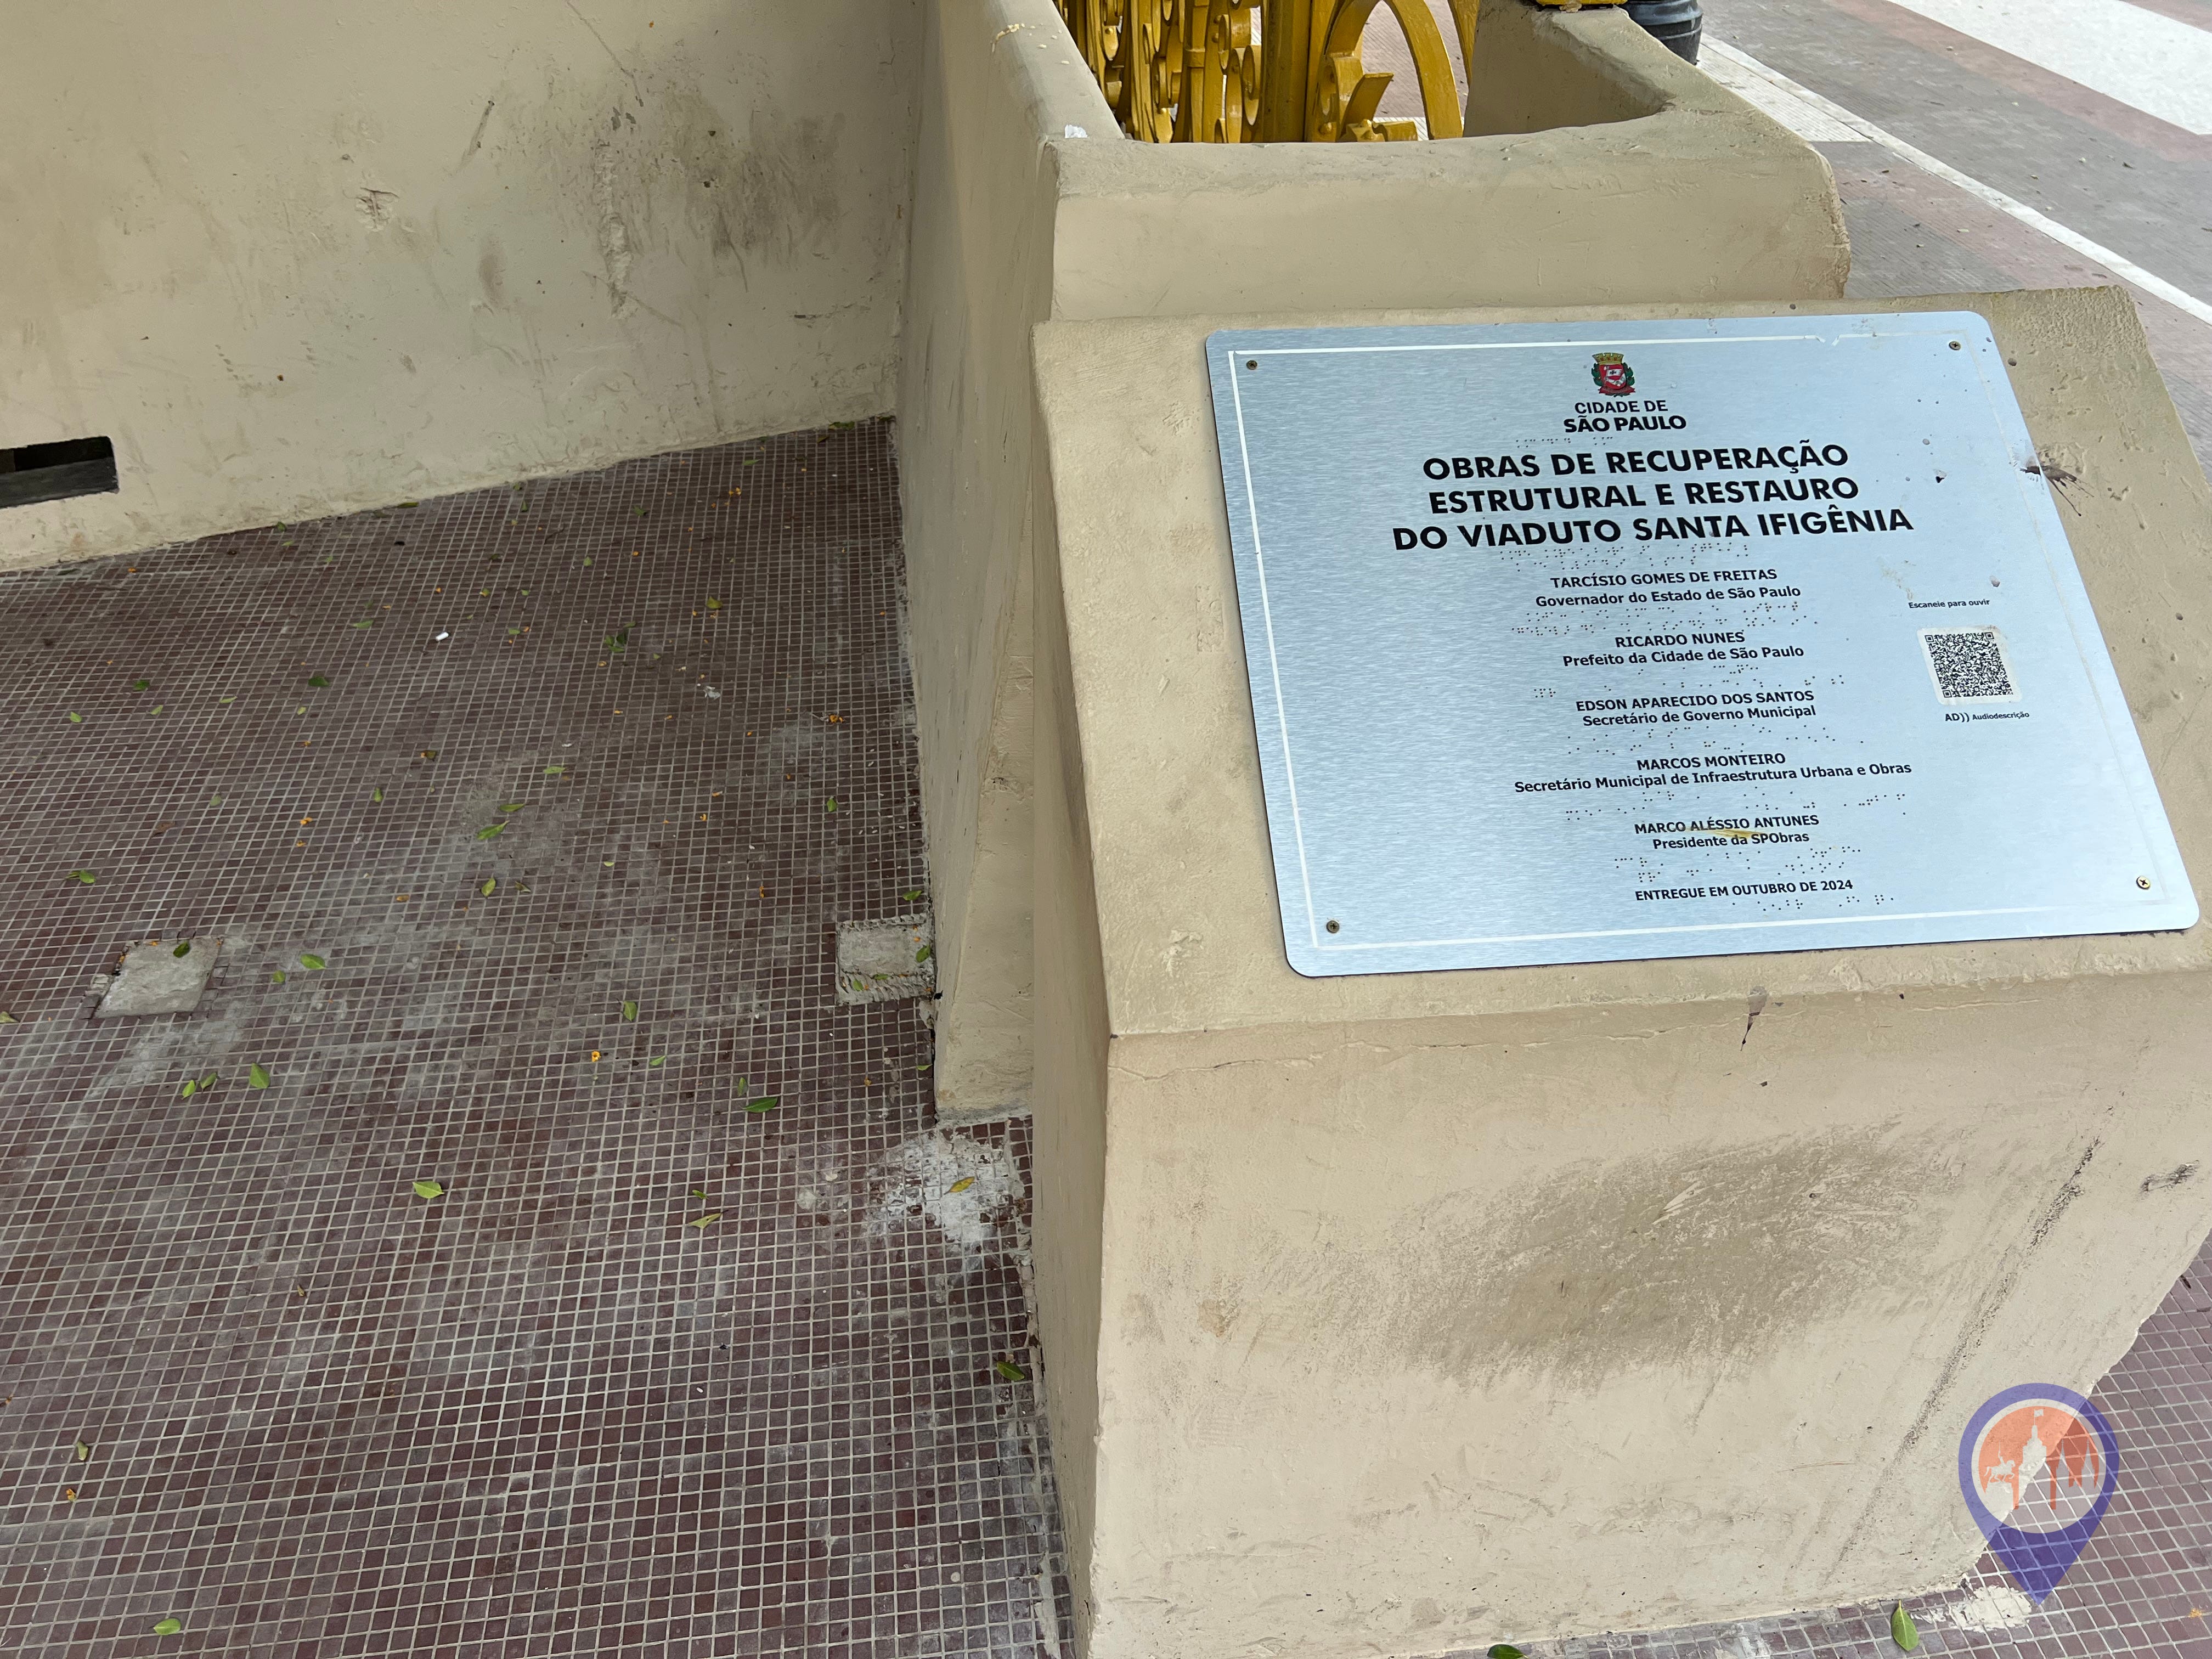 CIDADE DE
SÃO PAULO
OBRAS DE RECUPERAÇÃO
ESTRUTURAL E RESTAURO
DO VIADUTO SANTA IFIGÊNIA
TARCÍSIO GOMES DE FREITAS
Governador do Estado de São Paulo
RICARDO NUNES
Prefeito da Cidade de São Paulo
EDSON APARECIDO DOS SANTOS
Secretário de Governo Municipal
MARCOS MONTEIRO
Secretário Municipal de Infraestrutura Urbana e Obras
MARCO ALÉSSIO ANTUNES
Presidente da SPObras
ENTREGUE EM OUTUBRO DE 2024
Escaneie para ouvir
AD)) Audiodescrição